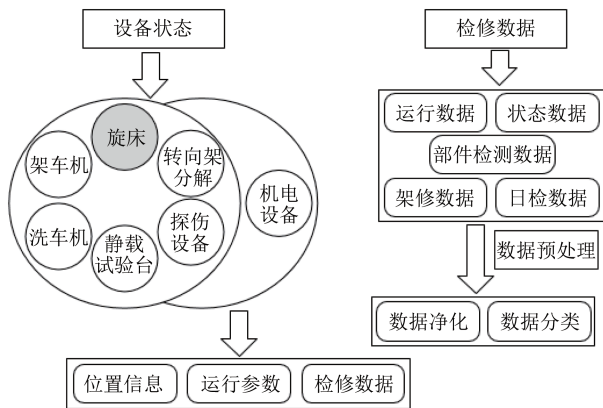 设备状态
旋床
架车机
转向架
分解
机电
设备
洗车机
静载
试验台
探伤
设备
位置信息
运行参数
检修数据
检修数据
运行数据
状态数据
部件检测数据
架修数据
日检数据
数据预处理
数据净化
数据分类